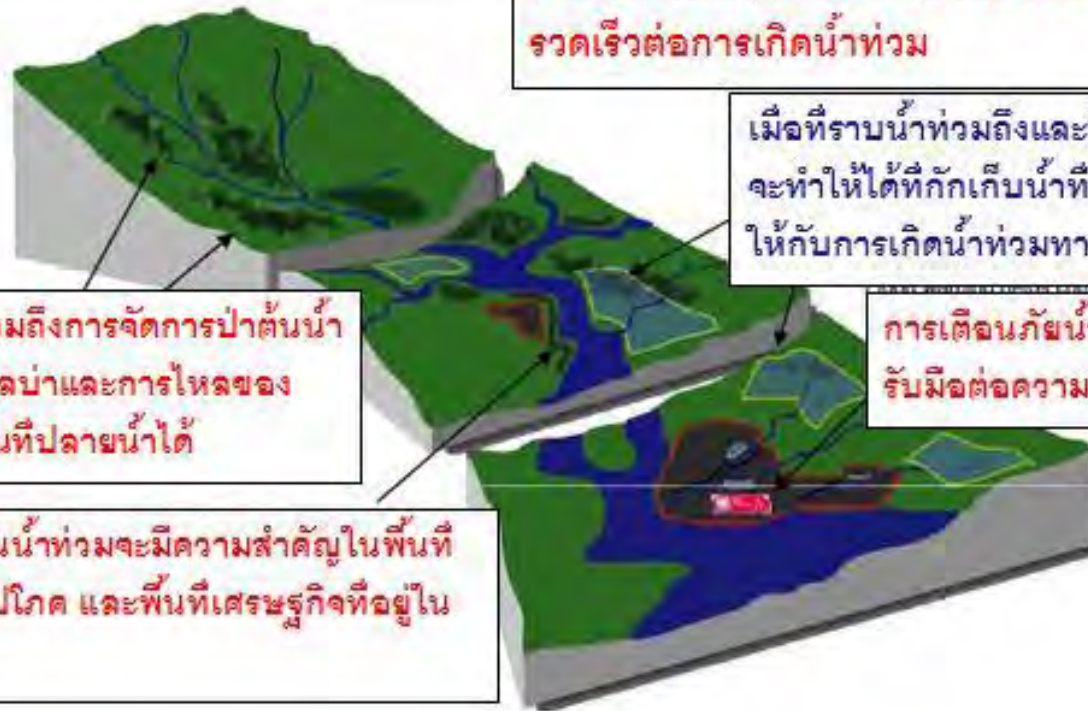 รวดเร็วต่อการเกิดน้ำท่วม
เมื่อที่ราบน้ำท่วมถึงและ
จะทำให้ได้ที่กักเก็บน้ำที
ให้กับการเกิดน้ำท่วมทา
มถึงการจัดการป่าต้นน้ำ
ลบ่าและการไหลของ
นที่ปลายน้ำได้
การเตือนภัยน้
รับมือต่อความ
นน้ำท่วมจะมีความสำคัญในพื้นที่
ปโภค และพื้นที่เศรษฐกิจที่อยู่ใน